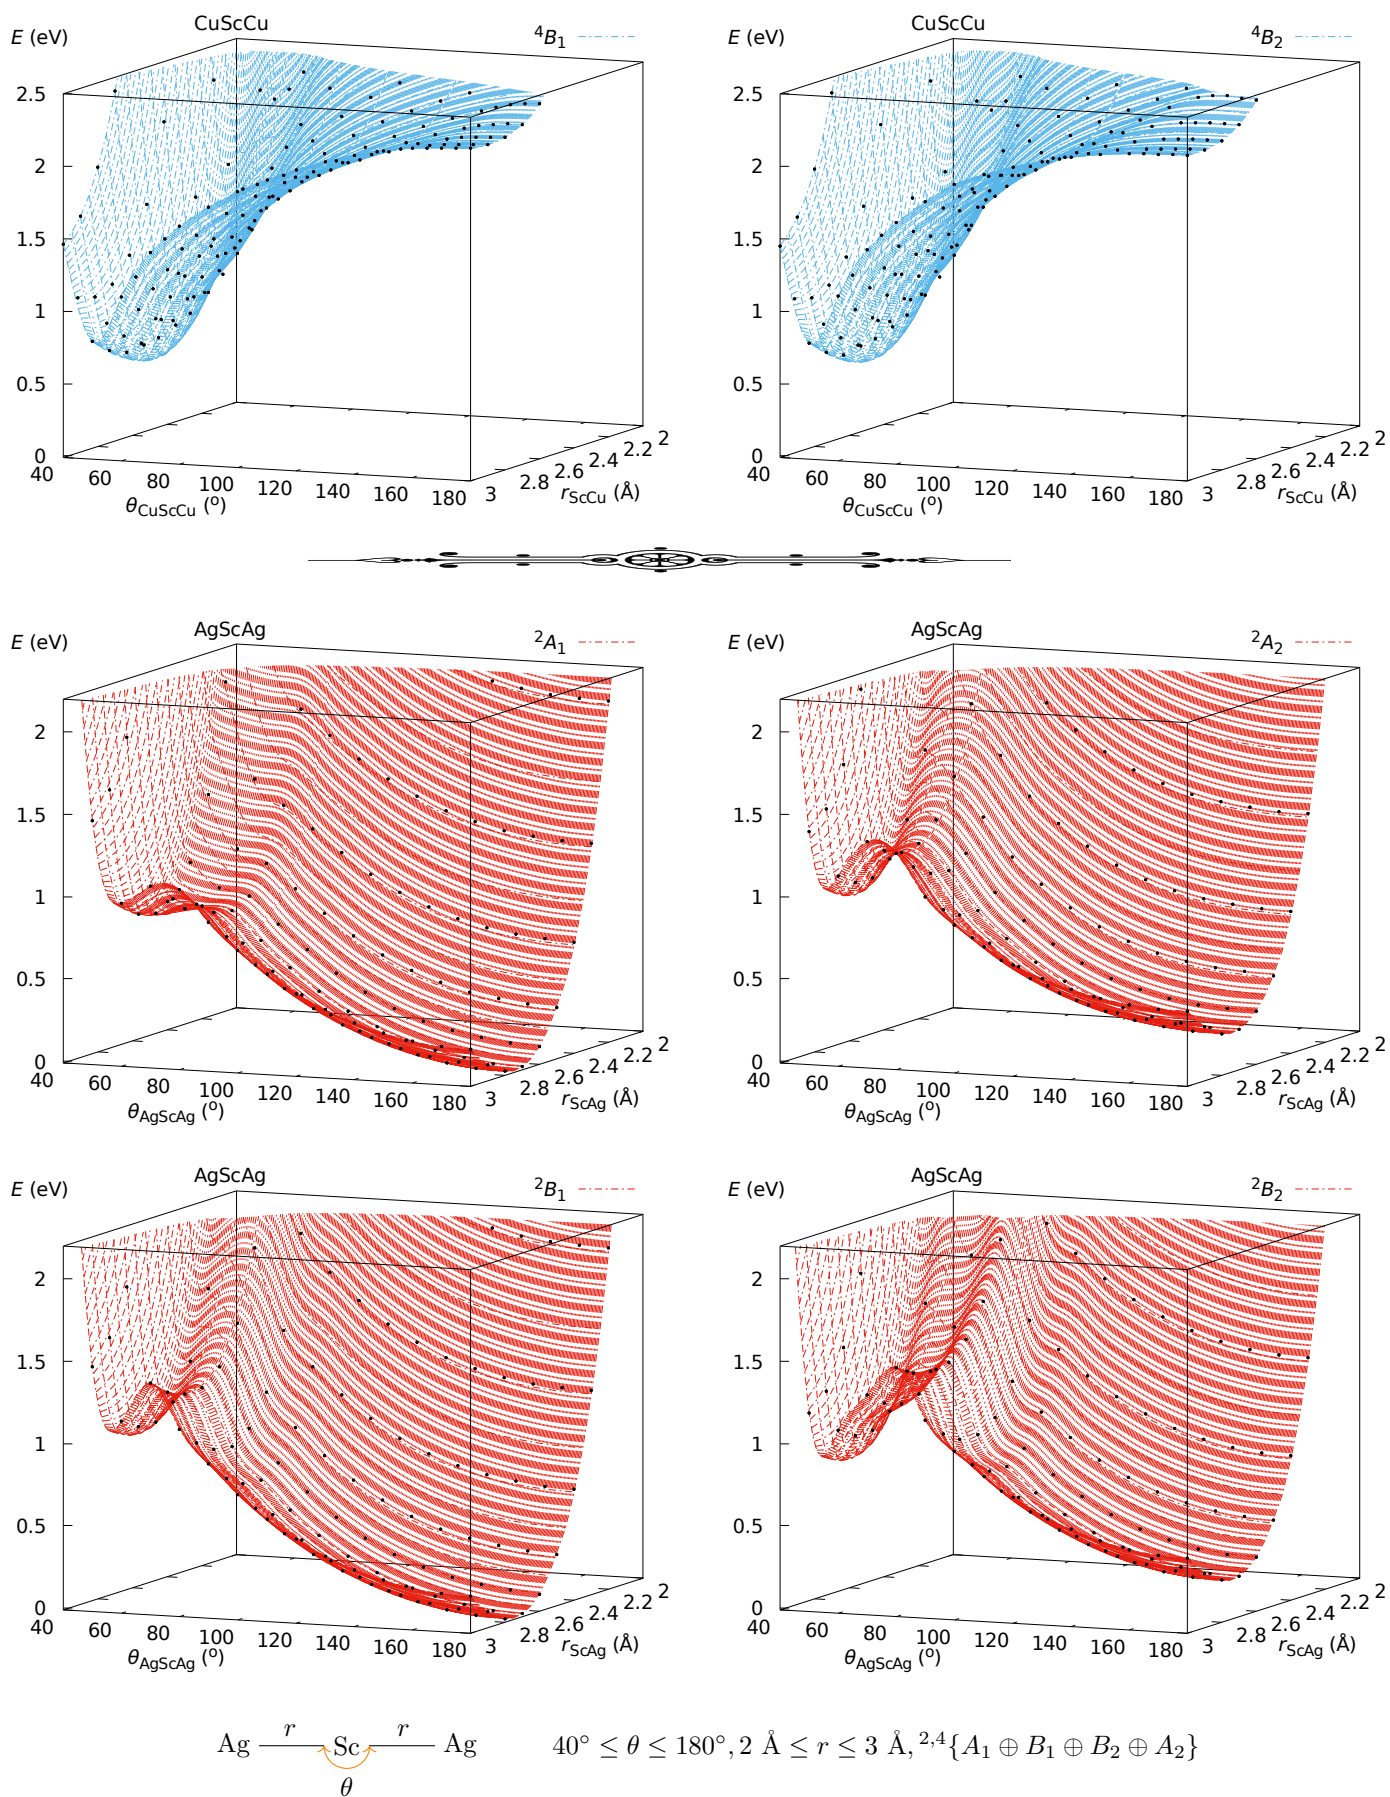 CuScCu CuScCu
E (eV) ⁴B₁ E (eV) ⁴B₂
2.5 2.5
2 2
1.5 1.5
1 1
0.5 0.5
0 0
40 60 80 100 120 140 160 180 3 2.8 2.6 2.4 2.2 2 40 60 80 100 120 140 160 180 3 2.8 2.6 2.4 2.2 2
θCuScCu (°) rScCu (Å) θCuScCu (°) rScCu (Å)
AgScAg AgScAg
E (eV) ²A₁ E (eV) ²A₂
2 2
1.5 1.5
1 1
0.5 0.5
0 0
40 60 80 100 120 140 160 180 3 2.8 2.6 2.4 2.2 2 40 60 80 100 120 140 160 180 3 2.8 2.6 2.4 2.2 2
θAgScAg (°) rScAg (Å) θAgScAg (°) rScAg (Å)
AgScAg AgScAg
E (eV) ²B₁ E (eV) ²B₂
2 2
1.5 1.5
1 1
0.5 0.5
0 0
40 60 80 100 120 140 160 180 3 2.8 2.6 2.4 2.2 2 40 60 80 100 120 140 160 180 3 2.8 2.6 2.4 2.2 2
θAgScAg (°) rScAg (Å) θAgScAg (°) rScAg (Å)
r r
Ag Sc Ag 40° ≤ θ ≤ 180°, 2 Å ≤ r ≤ 3 Å, ²,⁴{A₁ ⊕ B₁ ⊕ B₂ ⊕ A₂}
θ